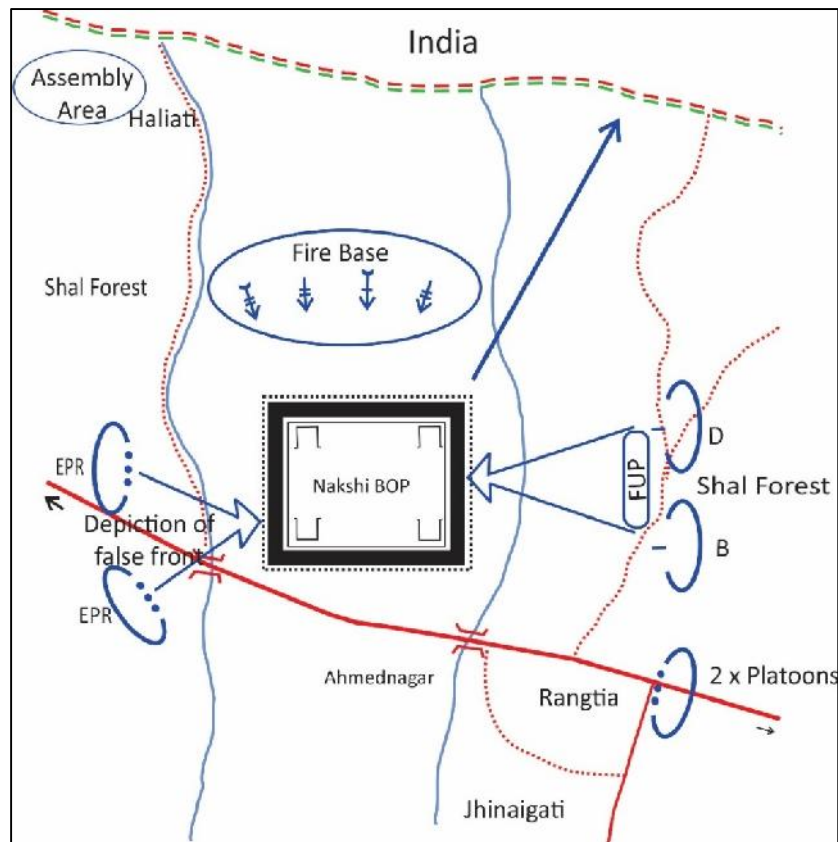 India
Assembly
Area
Haliati
Fire Base
Shal Forest
D
EPR
Nakshi BOP
FUP
Shal Forest
Depiction of
false front
B
EPR
2 x Platoons
Ahmednagar
Rangtia
Jhinaigati